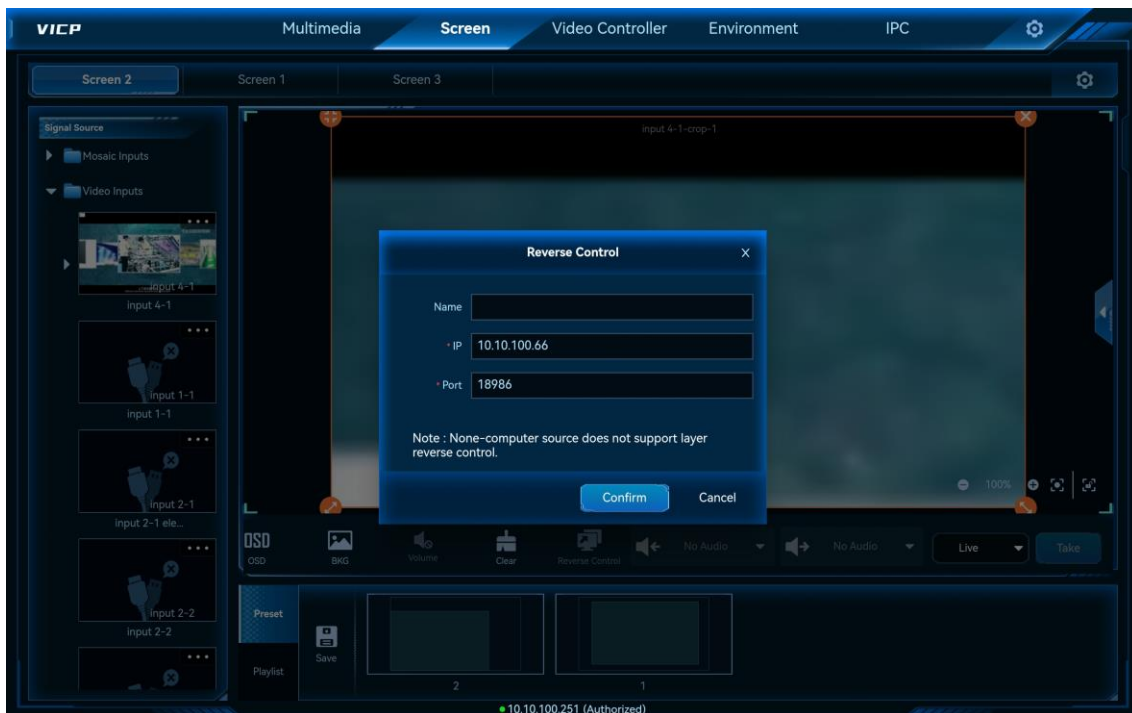 VICP
Multimedia
Screen
Video Controller
Environment
IPC
Screen 2
Screen 1
Screen 3
Signal Source
Mosaic Inputs
Video Inputs
input 4-1
input 4-1
input 1-1
input 1-1
input 2-1
input 2-1 ele...
input 2-2
input 2-2
input 4-1-crop-1
Reverse Control
X
Name
* IP 10.10.100.66
* Port 18986
Note : None-computer source does not support layer
reverse control.
Confirm
Cancel
100%
OSD
OSD
BKG
Volume
Clear
Reverse Control
No Audio
No Audio
Live
Take
Preset
Playlist
Save
2
1
10.10.100.251 (Authorized)